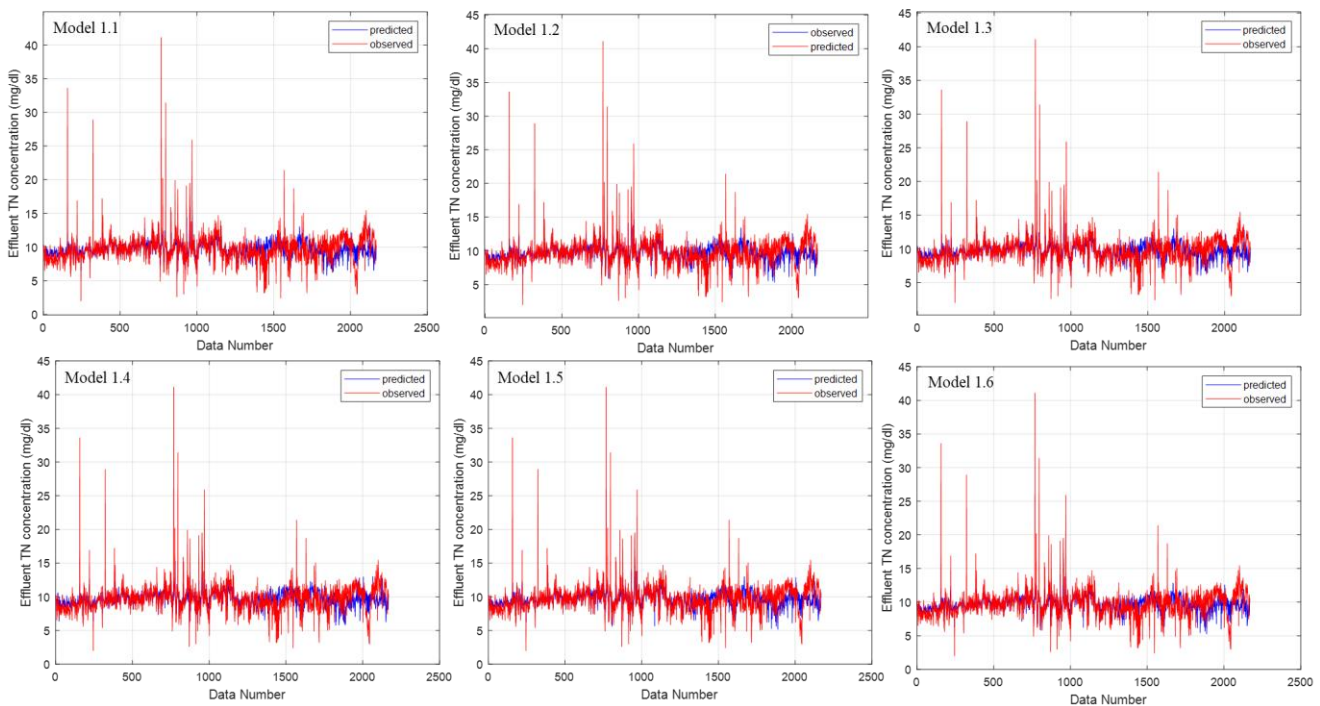 Model 1.1
predicted
observed
Effluent TN concentration (mg/dl)
40
35
30
25
20
15
10
5
0
0 500 1000 1500 2000 2500
Data Number
Model 1.2
observed
predicted
Effluent TN concentration (mg/dl)
45
40
35
30
25
20
15
10
5
0 500 1000 1500 2000
Data Number
Model 1.3
predicted
observed
Effluent TN concentration (mg/dl)
45
40
35
30
25
20
15
10
5
0 500 1000 1500 2000
Data Number
Model 1.4
predicted
observed
Effluent TN concentration (mg/dl)
45
40
35
30
25
20
15
10
5
0
0 500 1000 1500 2000 2500
Data Number
Model 1.5
predicted
observed
Effluent TN concentration (mg/dl)
45
40
35
30
25
20
15
10
5
0
0 500 1000 1500 2000 2500
Data Number
Model 1.6
predicted
observed
Effluent TN concentration (mg/dl)
45
40
35
30
25
20
15
10
5
0
0 500 1000 1500 2000 2500
Data Number